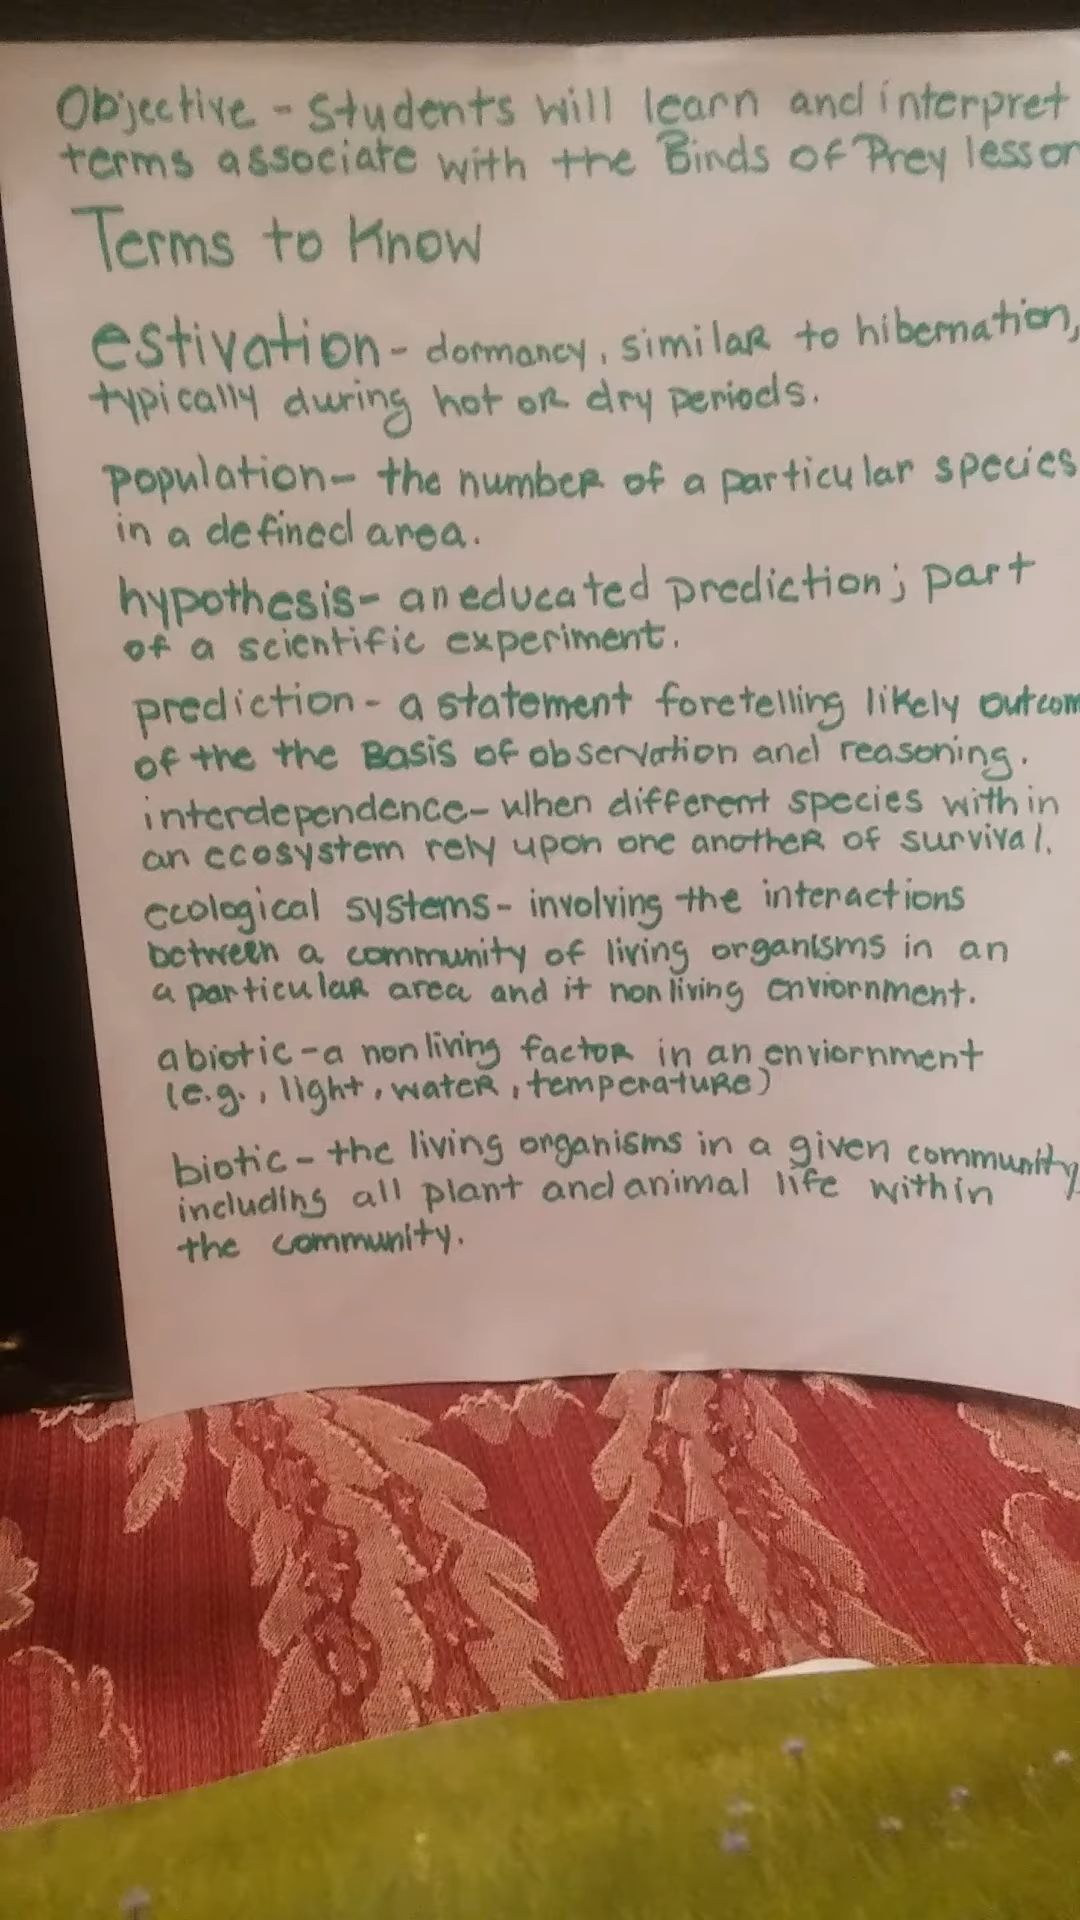 Objective - Students will learn and interpret
terms associate with the Binds of Prey lesson
Terms to Know
estivation - dormancy, similar to hibernation,
typically during hot or dry periods.
population - the number of a particular species
in a defined area.
hypothesis - an educated prediction; part
of a scientific experiment.
prediction - a statement foretelling likely outcom
of the the Basis of observation and reasoning.
interdependence - when different species within
an ecosystem rely upon one another of survival.
ecological systems - involving the interactions
between a community of living organisms in an
a particular area and it nonliving enviornment.
abiotic - a nonliving factor in an enviornment
(e.g., light, water, temperature)
biotic - the living organisms in a given community,
including all plant and animal life within
the community.